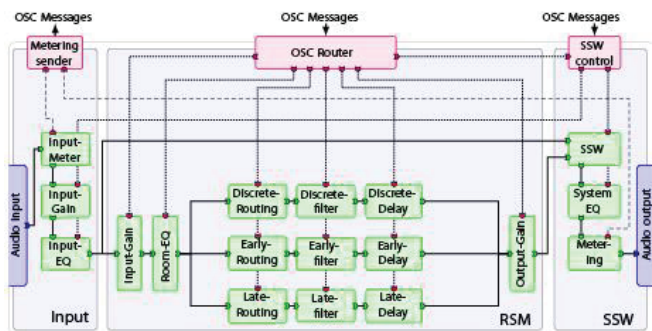 OSC Messages
OSC Messages
OSC Messages
Metering
sender
OSC Router
SSW
control
Audio input
Input-
Meter
Input-
Gain
Input-
EQ
Input-Gain
Room-EQ
Discrete-
Routing
Discrete-
filter
Discrete-
Delay
Early-
Routing
Early-
filter
Early-
Delay
Late-
Routing
Late-
filter
Late-
Delay
Output-Gain
SSW
System
EQ
Meter-
ing
Audio output
Input
RSM
SSW